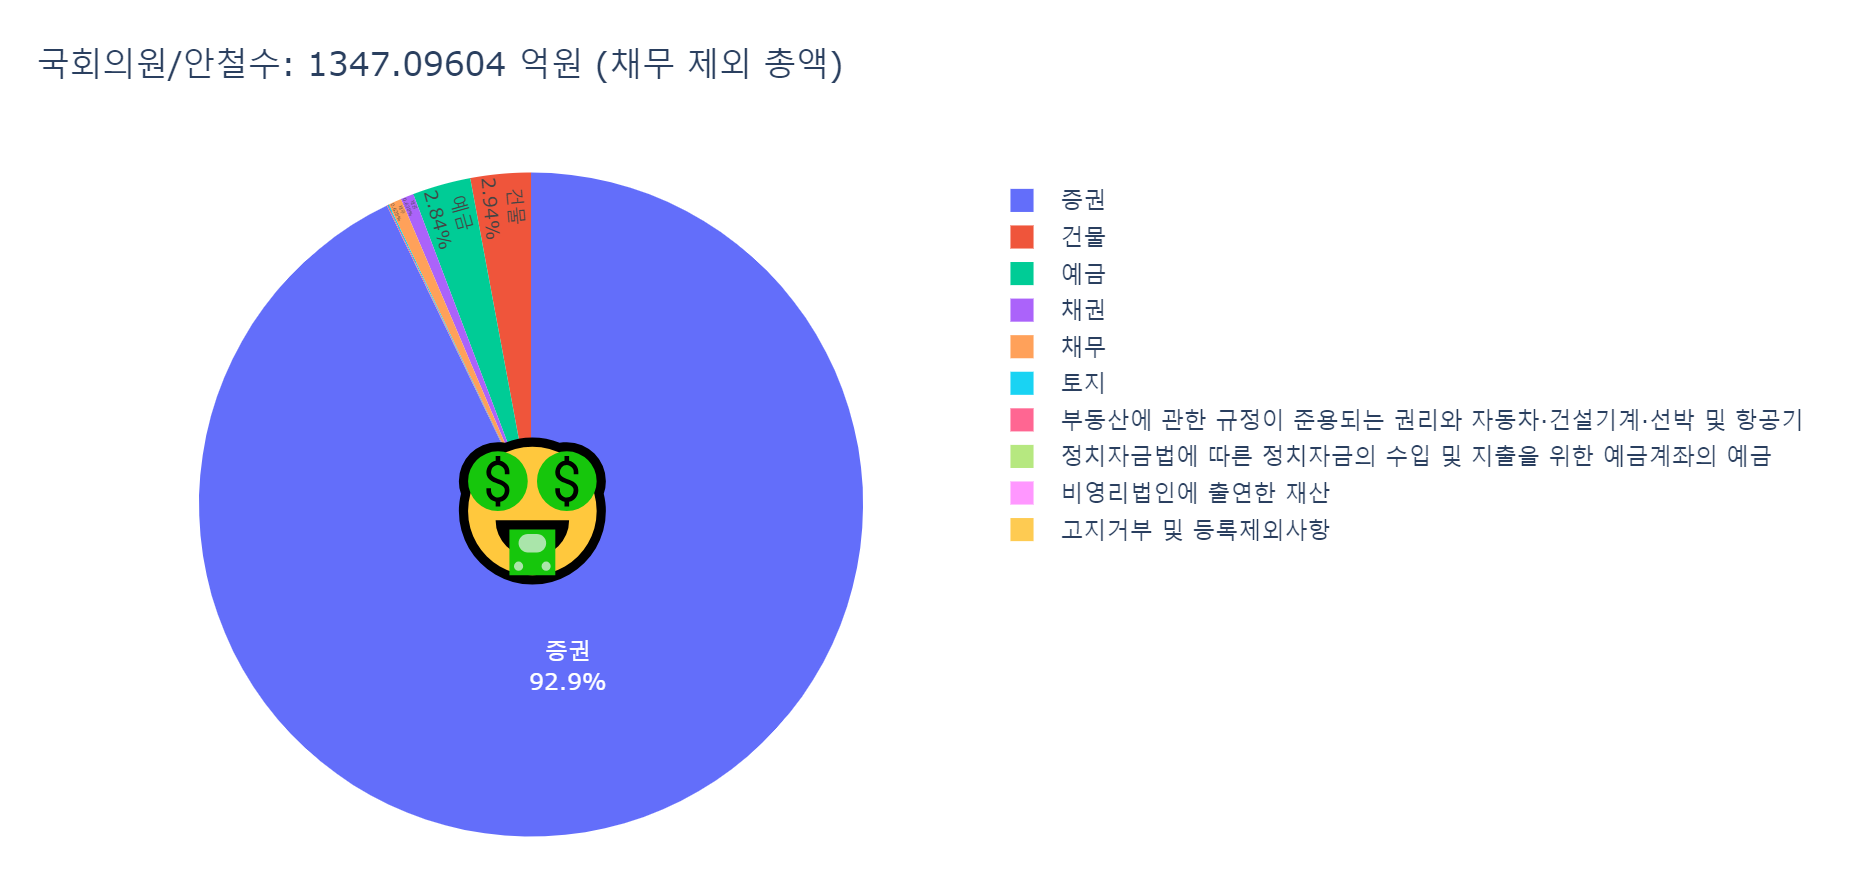 국회의원/안철수: 1347.09604 억원 (채무 제외 총액)
건물
2.94%
예금
2.84%
증권
92.9%
증권
건물
예금
채권
채무
토지
부동산에 관한 규정이 준용되는 권리와 자동차·건설기계·선박 및 항공기
정치자금법에 따른 정치자금의 수입 및 지출을 위한 예금계좌의 예금
비영리법인에 출연한 재산
고지거부 및 등록제외사항